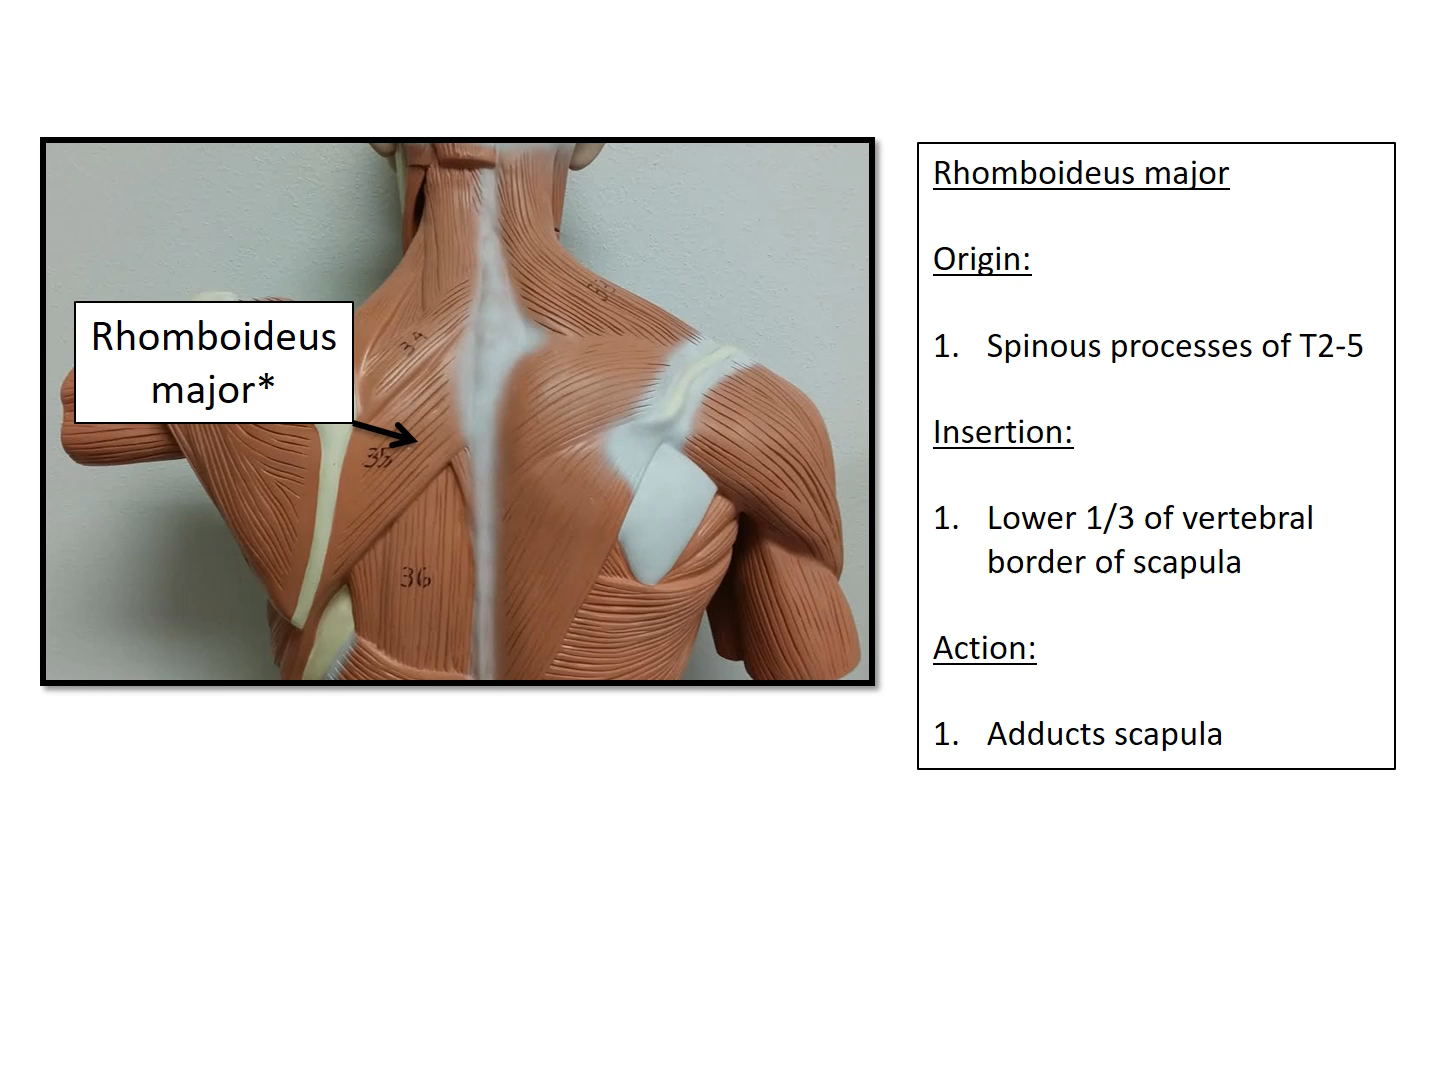 Rhomboideus
major*
34
35
36
Rhomboideus major
Origin:
1. Spinous processes of T2-5
Insertion:
1. Lower 1/3 of vertebral
border of scapula
Action:
1. Adducts scapula